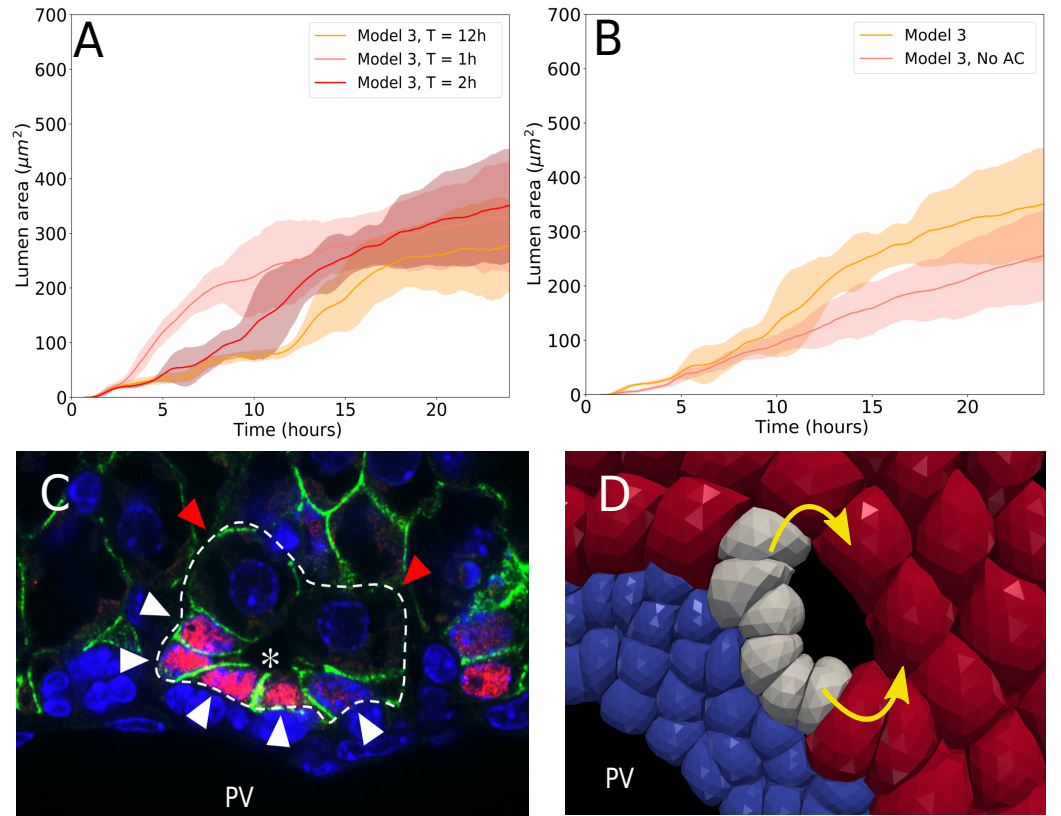 A
700
600
500
400
300
200
100
0
Lumen area (μm²)
Model 3, T = 12h
Model 3, T = 1h
Model 3, T = 2h
0 5 10 15 20
Time (hours)
B
700
600
500
400
300
200
100
0
Lumen area (μm²)
Model 3
Model 3, No AC
0 5 10 15 20
Time (hours)
C
*
PV
D
PV